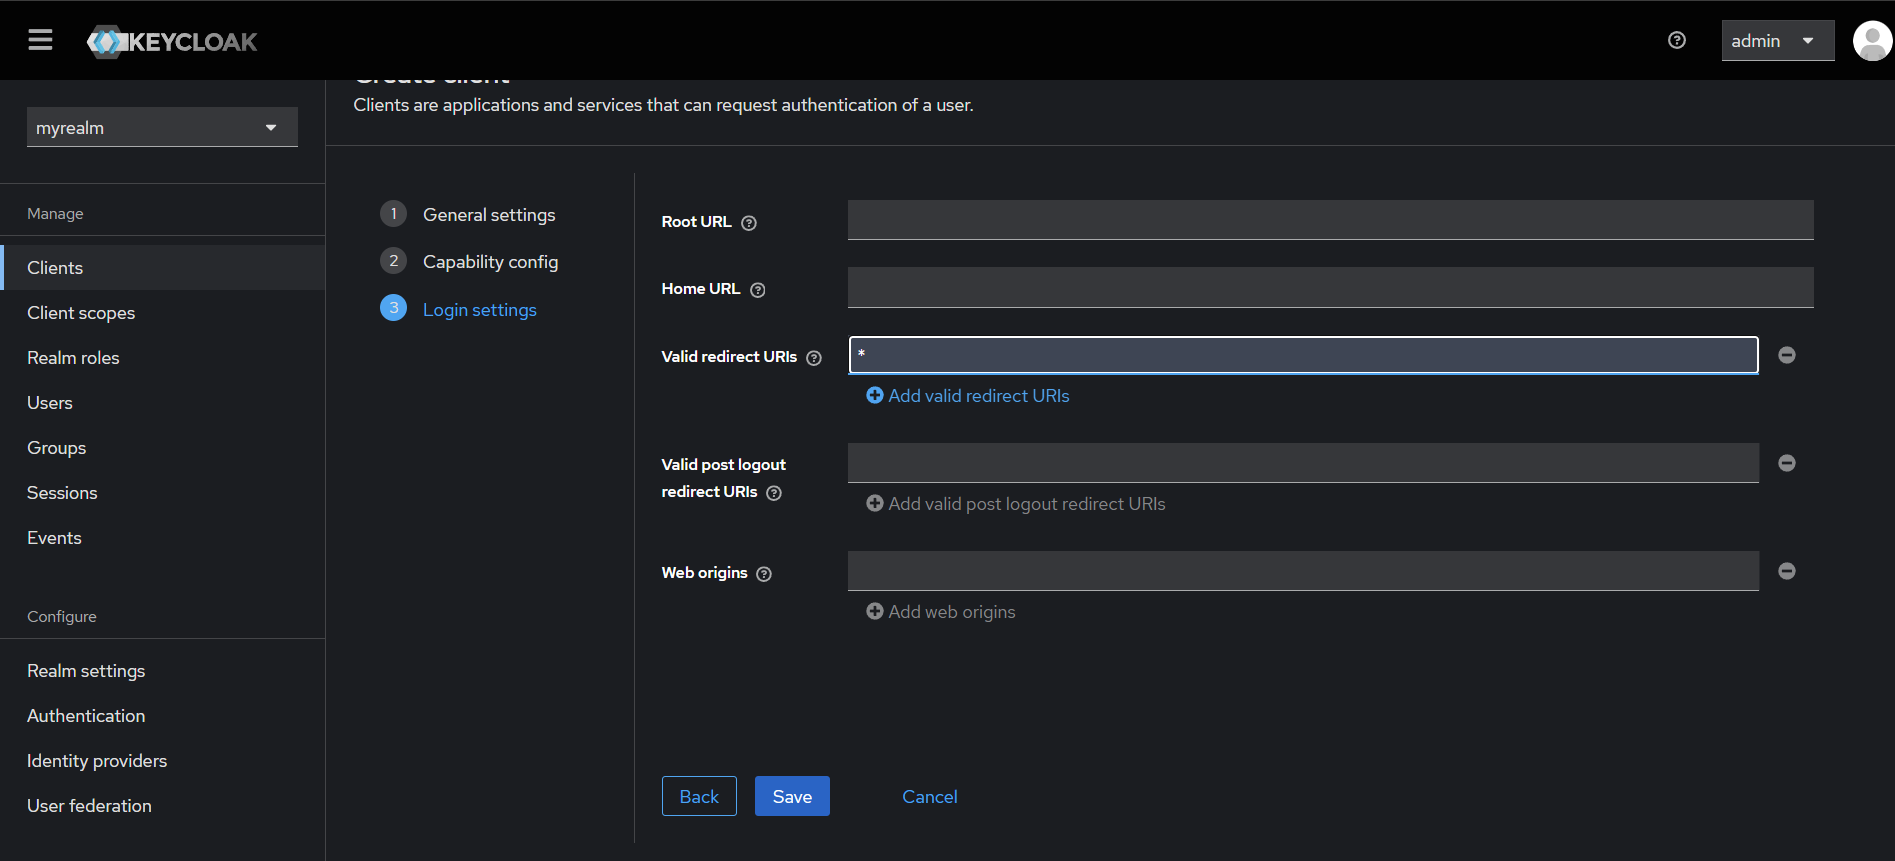 KEYCLOAK
admin
myrealm
Manage
Clients
Client scopes
Realm roles
Users
Groups
Sessions
Events
Configure
Realm settings
Authentication
Identity providers
User federation
Create client
Clients are applications and services that can request authentication of a user.
1 General settings
2 Capability config
3 Login settings
Root URL
Home URL
Valid redirect URIs
*
Add valid redirect URIs
Valid post logout
redirect URIs
Add valid post logout redirect URIs
Web origins
Add web origins
Back
Save
Cancel